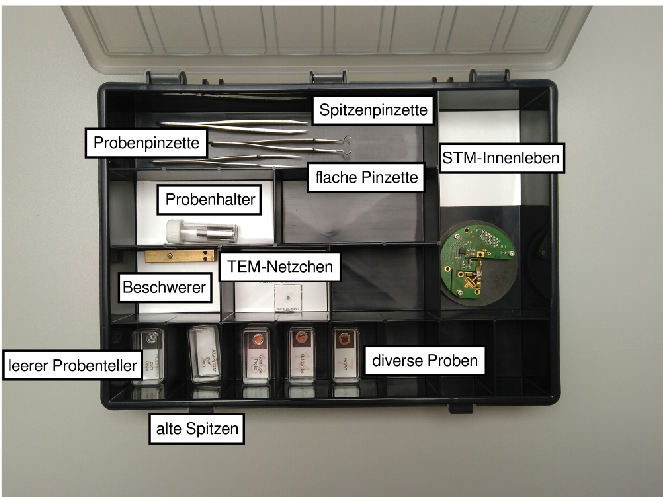 Spitzenpinzette
Probenpinzette
STM-Innenleben
flache Pinzette
Probenhalter
TEM-Netzchen
Beschwerer
leerer Probenteller
diverse Proben
alte Spitzen